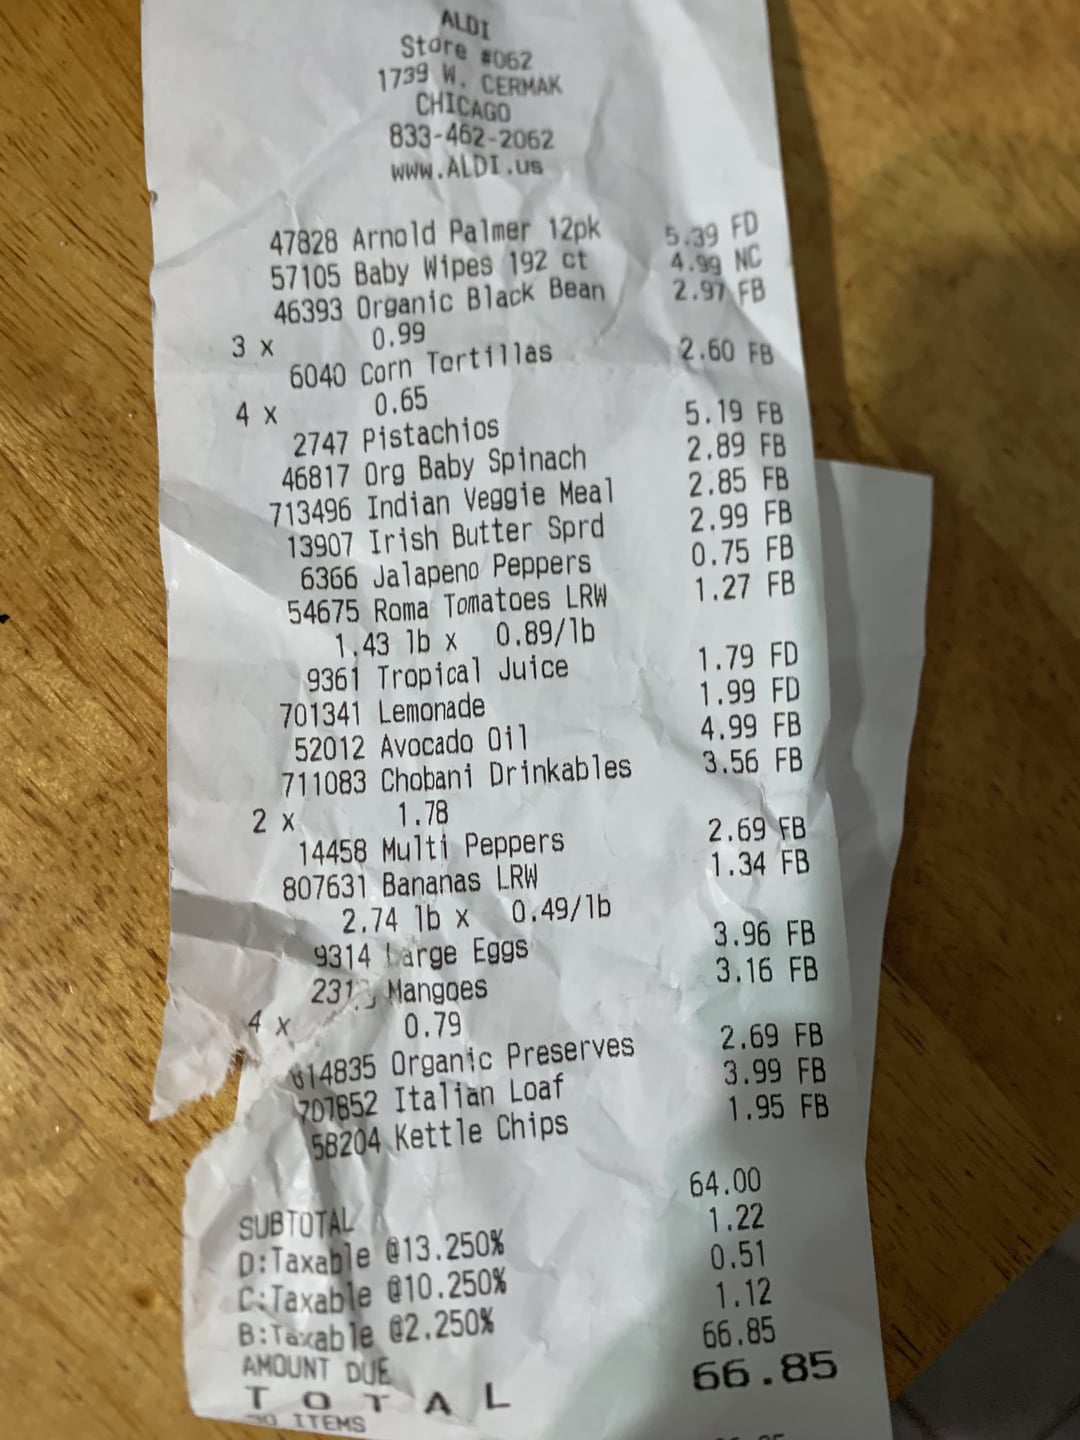 ALDI
Store #062
1739 W. CERMAK
CHICAGO
833-462-2062
www.ALDI.us
47828 Arnold Palmer 12pk 5.39 FD
57105 Baby Wipes 192 ct 4.99 NC
46393 Organic Black Bean 2.97 FB
3 x 0.99
6040 Corn Tortillas 2.60 FB
4 x 0.65
2747 Pistachios 5.19 FB
46817 Org Baby Spinach 2.89 FB
713496 Indian Veggie Meal 2.85 FB
13907 Irish Butter Sprd 2.99 FB
6366 Jalapeno Peppers 0.75 FB
54675 Roma Tomatoes LRW 1.27 FB
1.43 lb x 0.89/lb
9361 Tropical Juice 1.79 FD
701341 Lemonade 1.99 FD
52012 Avocado Oil 4.99 FB
711083 Chobani Drinkables 3.56 FB
2 x 1.78
14458 Multi Peppers 2.69 FB
807631 Bananas LRW 1.34 FB
2.74 lb x 0.49/lb
9314 Large Eggs 3.96 FB
Mangoes 3.16 FB
4 x 0.79
Organic Preserves 2.69 FB
707852 Italian Loaf 3.99 FB
58204 Kettle Chips 1.95 FB
SUBTOTAL 64.00
D:Taxable @13.250% 1.22
C:Taxable @10.250% 0.51
B:Taxable @2.250% 1.12
AMOUNT DUE 66.85
T O T A L 66.85
ITEMS